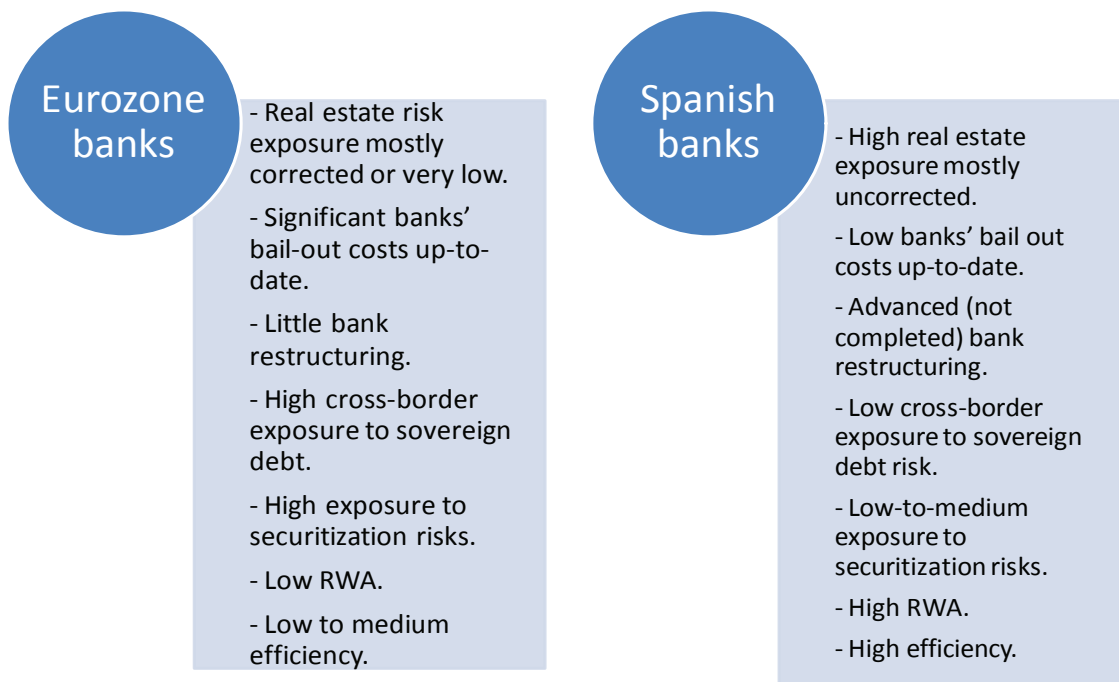 Eurozone
banks
- Real estate risk
exposure mostly
corrected or very low.
- Significant banks’
bail-out costs up-to-
date.
- Little bank
restructuring.
- High cross-border
exposure to sovereign
debt.
- High exposure to
securitization risks.
- Low RWA.
- Low to medium
efficiency.
Spanish
banks
- High real estate
exposure mostly
uncorrected.
- Low banks’ bail out
costs up-to-date.
- Advanced (not
completed) bank
restructuring.
- Low cross-border
exposure to sovereign
debt risk.
- Low-to-medium
exposure to
securitization risks.
- High RWA.
- High efficiency.